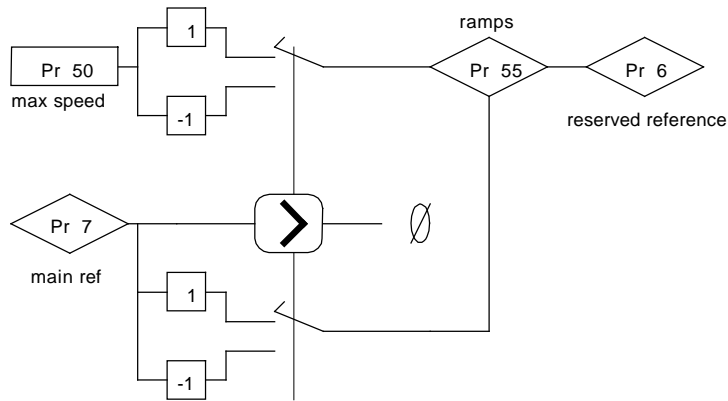 ramps
1
Pr 50
Pr 55
Pr 6
max speed
-1
reserved reference
Pr 7
>
0
main ref
1
-1